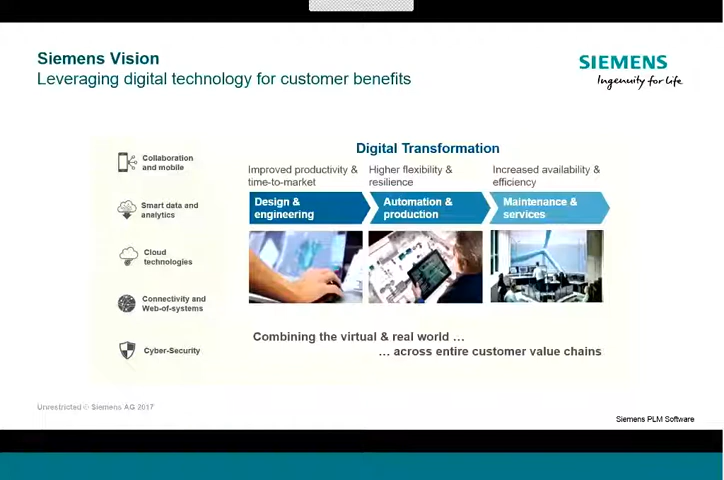 Siemens Vision
Leveraging digital technology for customer benefits
SIEMENS
Ingenuity for life
Collaboration
and mobile
Smart data and
analytics
Cloud
technologies
Connectivity and
Web-of-systems
Cyber-Security
Digital Transformation
Improved productivity &
time-to-market
Higher flexibility &
resilience
Increased availability &
efficiency
Design &
engineering
Automation &
production
Maintenance &
services
Combining the virtual & real world ...
... across entire customer value chains
Unrestricted © Siemens AG 2017
Siemens PLM Software